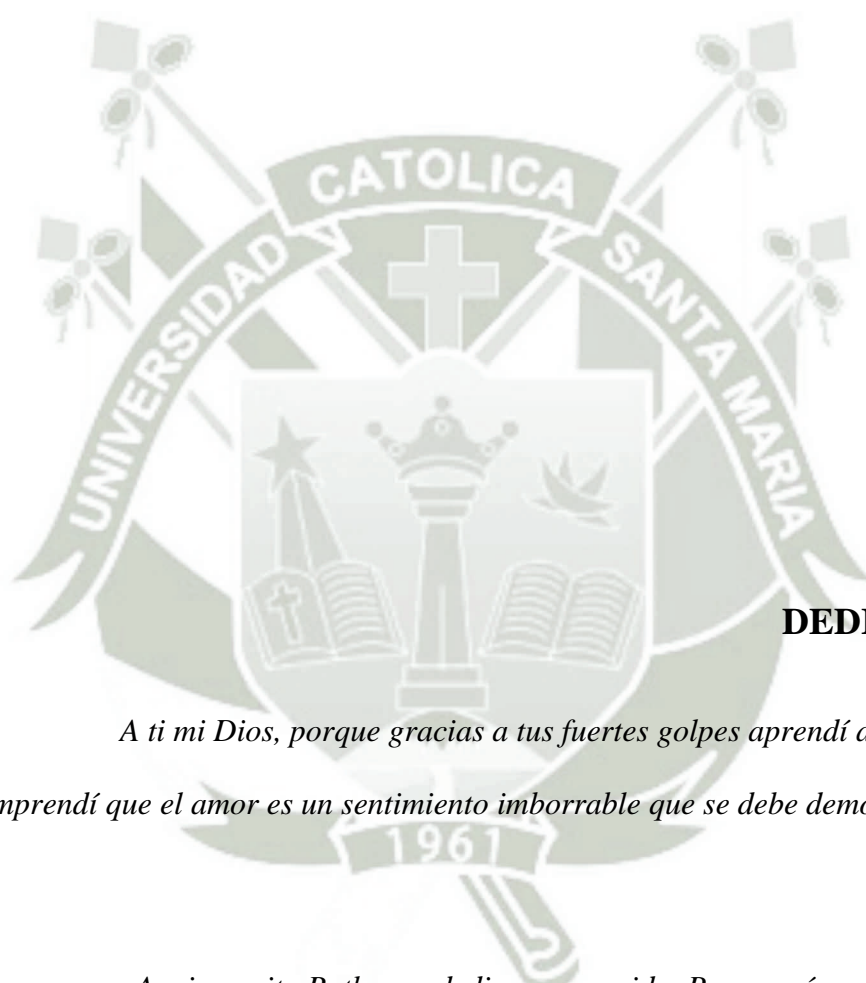 UNIVERSIDAD CATOLICA SANTA MARIA
DEDI
A ti mi Dios, porque gracias a tus fuertes golpes aprendí a
mprendí que el amor es un sentimiento imborrable que se debe demo
1961